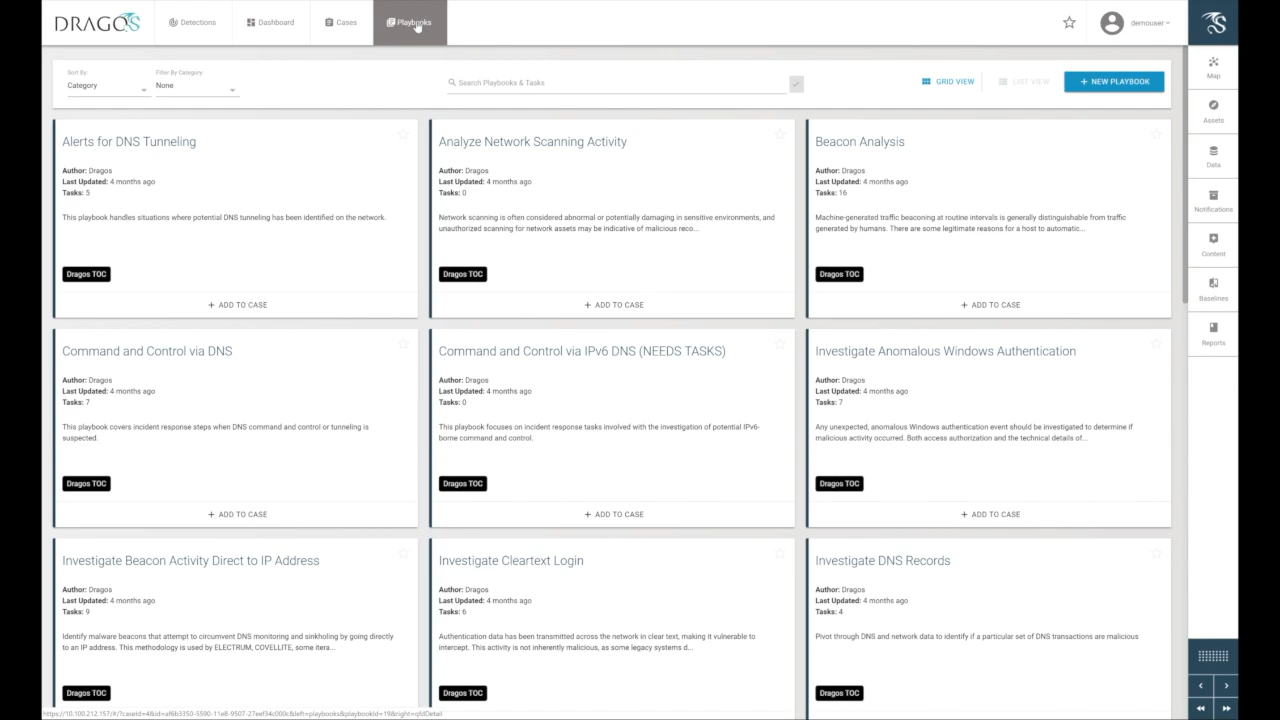 DRAGOS
Detections
Dashboard
Cases
Playbooks
demouser
Sort By:
Category
Filter By Category:
None
Search Playbooks & Tasks
GRID VIEW
LIST VIEW
+ NEW PLAYBOOK
Map
Assets
Data
Notifications
Content
Baselines
Reports
Alerts for DNS Tunneling
Author: Dragos
Last Updated: 4 months ago
Tasks: 5
This playbook handles situations where potential DNS tunneling has been identified on the network.
Dragos TOC
+ ADD TO CASE
Analyze Network Scanning Activity
Author: Dragos
Last Updated: 4 months ago
Tasks: 0
Network scanning is often considered abnormal or potentially damaging in sensitive environments, and
unauthorized scanning for network assets may be indicative of malicious reco...
Dragos TOC
+ ADD TO CASE
Beacon Analysis
Author: Dragos
Last Updated: 4 months ago
Tasks: 16
Machine-generated traffic beaconing at routine intervals is generally distinguishable from traffic
generated by humans. There are some legitimate reasons for a host to automatic...
Dragos TOC
+ ADD TO CASE
Command and Control via DNS
Author: Dragos
Last Updated: 4 months ago
Tasks: 7
This playbook covers incident response steps when DNS command and control or tunneling is
suspected.
Dragos TOC
+ ADD TO CASE
Command and Control via IPv6 DNS (NEEDS TASKS)
Author: Dragos
Last Updated: 4 months ago
Tasks: 0
This playbook focuses on incident response tasks involved with the investigation of potential IPv6-
borne command and control.
Dragos TOC
+ ADD TO CASE
Investigate Anomalous Windows Authentication
Author: Dragos
Last Updated: 4 months ago
Tasks: 7
Any unexpected, anomalous Windows authentication event should be investigated to determine if
malicious activity occurred. Both access authorization and the technical details of...
Dragos TOC
+ ADD TO CASE
Investigate Beacon Activity Direct to IP Address
Author: Dragos
Last Updated: 4 months ago
Tasks: 9
Identify malware beacons that attempt to circumvent DNS monitoring and sinkholing by going directly
to an IP address. This methodology is used by ELECTRUM, COVELLITE, some itera...
Dragos TOC
Investigate Cleartext Login
Author: Dragos
Last Updated: 4 months ago
Tasks: 6
Authentication data has been transmitted across the network in clear text, making it vulnerable to
intercept. This activity is not inherently malicious, as some legacy systems d...
Dragos TOC
Investigate DNS Records
Author: Dragos
Last Updated: 4 months ago
Tasks: 4
Pivot through DNS and network data to identify if a particular set of DNS transactions are malicious
Dragos TOC
https://10.100.212.157/#/?caseId=4&id=af6b3350-5590-11e8-9507-27eef34c000c&left=playbooks&playbookId=19&right=qfdDetail